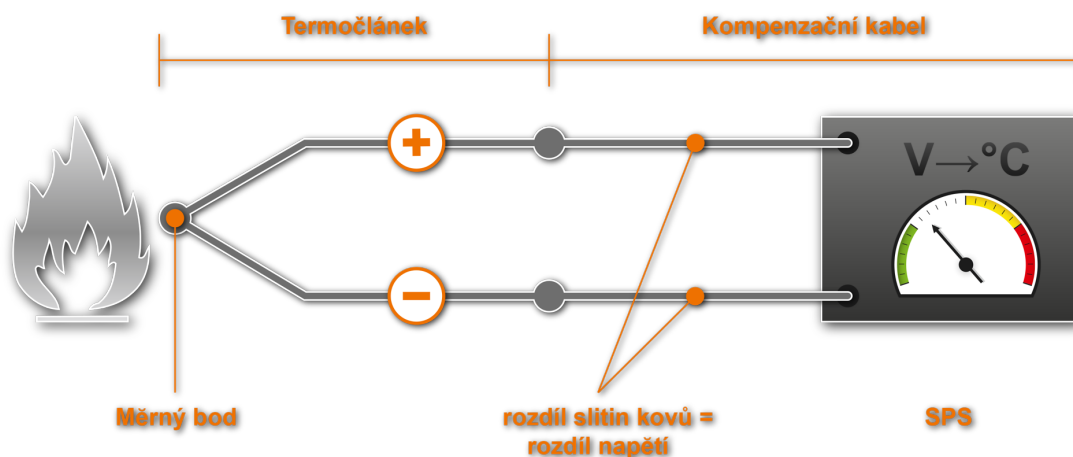 Termočlánek
Kompenzační kabel
+
V→°C
−
Měrný bod
rozdíl slitin kovů =
rozdíl napětí
SPS